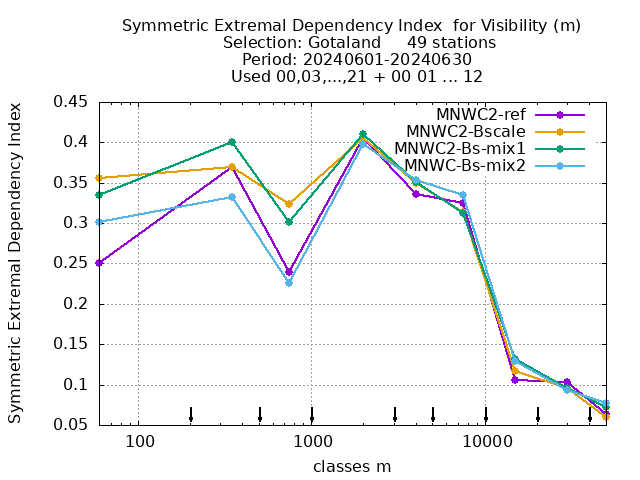 Symmetric Extremal Dependency Index  for Visibility (m)
Selection: Gotaland     49 stations
Period: 20240601-20240630
Used 00,03,...,21 + 00 01 ... 12
Symmetric Extremal Dependency Index
0.45
0.4
0.35
0.3
0.25
0.2
0.15
0.1
0.05
MNWC2-ref
MNWC2-Bscale
MNWC2-Bs-mix1
MNWC-Bs-mix2
100
1000
10000
classes m